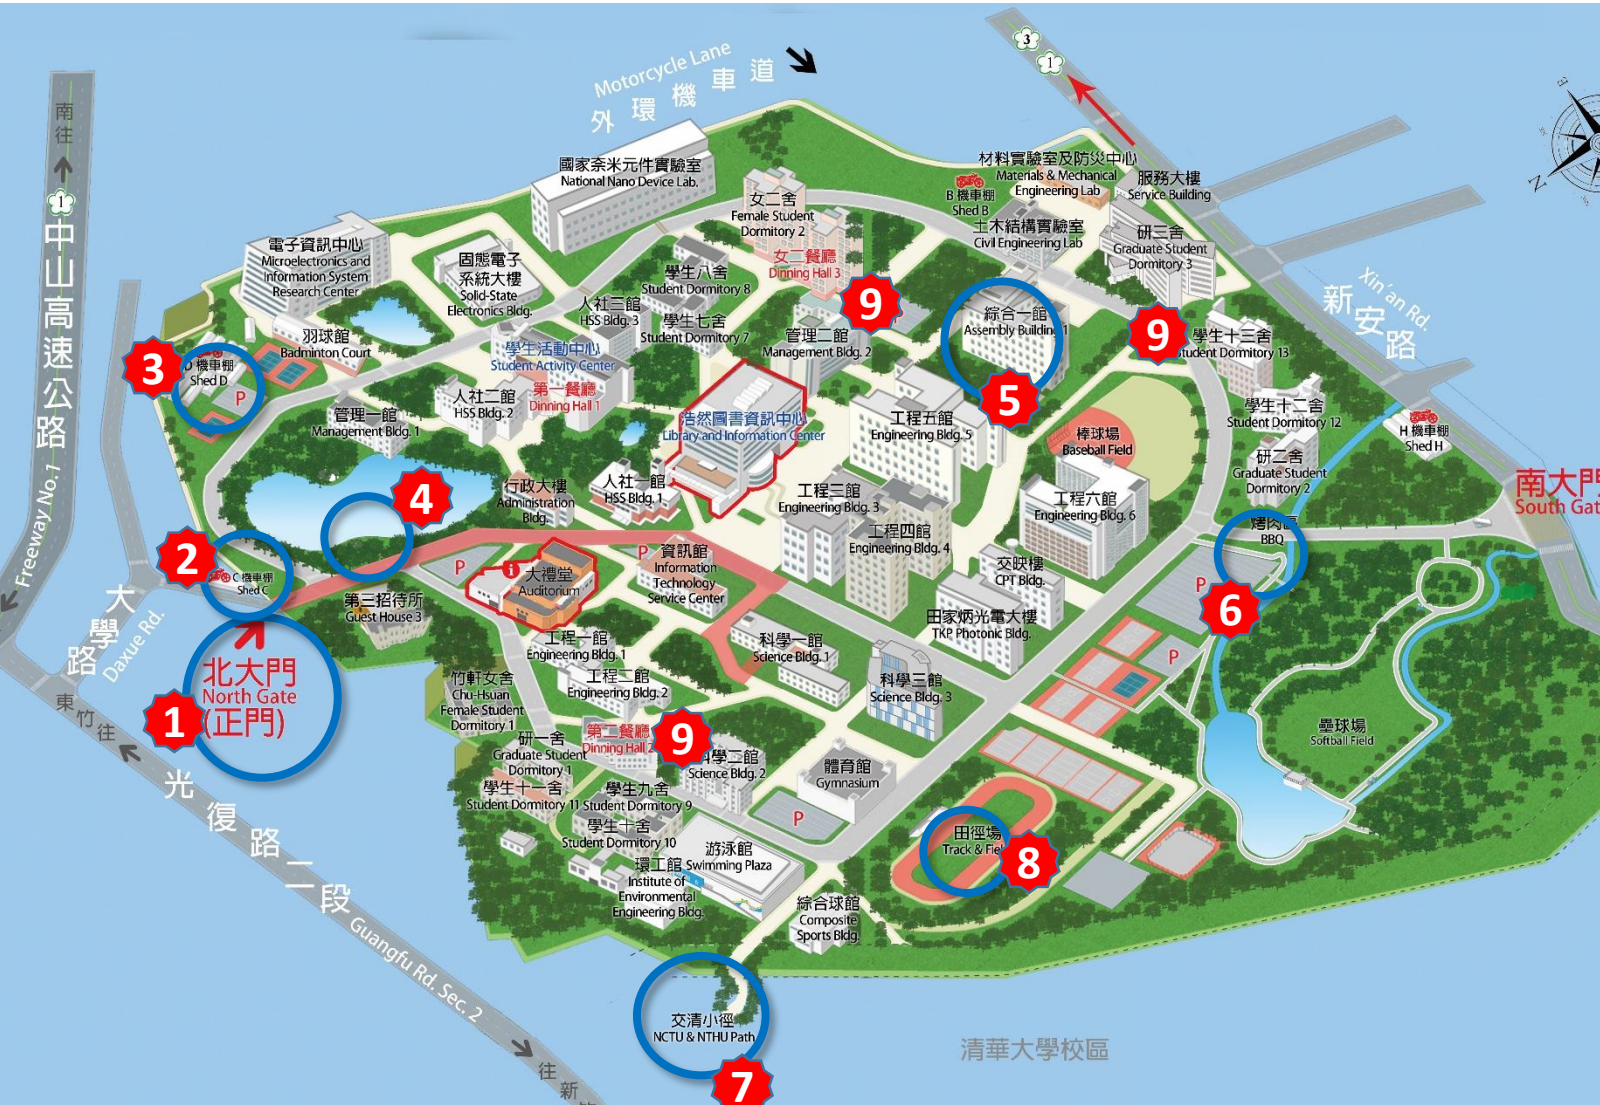 Motorcycle Lane
外環機車道
3
1
南往
1
中山高速公路
Freeway No.1
國家奈米元件實驗室
National Nano Device Lab.
材料實驗室及防災中心
Materials & Mechanical
Engineering Lab
服務大樓
Service Building
B 機車棚
Shed B
女二舍
Female Student
Dormitory 2
土木結構實驗室
Civil Engineering Lab
研三舍
Graduate Student
Dormitory 3
電子資訊中心
Microelectronics and
Information System
Research Center
固態電子
系統大樓
Solid-State
Electronics Bldg.
女二餐廳
Dinning Hall 3
學生八舍
Student Dormitory 8
人社三館
HSS Bldg. 3
學生七舍
Student Dormitory 7
9
綜合一館
Assembly Building 1
5
9
管理二館
Management Bldg. 2
學生十三舍
Student Dormitory 13
新安路
Xin'an Rd.
羽球館
Badminton Court
學生活動中心
Student Activity Center
3
D 機車棚
Shed D
P
人社二館
HSS Bldg. 2
第一餐廳
Dinning Hall 1
管理一館
Management Bldg. 1
浩然圖書資訊中心
Library and Information Center
工程五館
Engineering Bldg. 5
棒球場
Baseball Field
學生十二舍
Student Dormitory 12
H 機車棚
Shed H
研二舍
Graduate Student
Dormitory 2
南大門
South Gat
4
行政大樓
Administration
Bldg.
人社一館
HSS Bldg. 1
工程三館
Engineering Bldg. 3
工程四館
Engineering Bldg. 4
工程六館
Engineering Bldg. 6
烤肉區
BBQ
P
6
2
C 機車棚
Shed C
P
大禮堂
Auditorium
P
資訊館
Information
Technology
Service Center
交映樓
CPT Bldg.
田家炳光電大樓
TKP Photonic Bldg.
第三招待所
Guest House 3
大學路
Daxue Rd.
北大門
North Gate
(正門)
1
工程一館
Engineering Bldg. 1
工程二館
Engineering Bldg. 2
科學一館
Science Bldg. 1
科學三館
Science Bldg. 3
P
竹軒女舍
Chu-Hsuan
Female Student
Dormitory 1
第二餐廳
Dinning Hall 2
9
科學二館
Science Bldg. 2
研一舍
Graduate Student
Dormitory 1
體育館
Gymnasium
壘球場
Softball Field
學生十一舍
Student Dormitory 11
學生九舍
Student Dormitory 9
學生十舍
Student Dormitory 10
P
田徑場
Track & Fiel
8
游泳館
Swimming Plaza
環工館
Institute of
Environmental
Engineering Bldg.
綜合球館
Composite
Sports Bldg.
東竹往
光復路二段
Guangfu Rd. Sec. 2
交清小徑
NCTU & NTHU Path
7
清華大學校區
往新
N